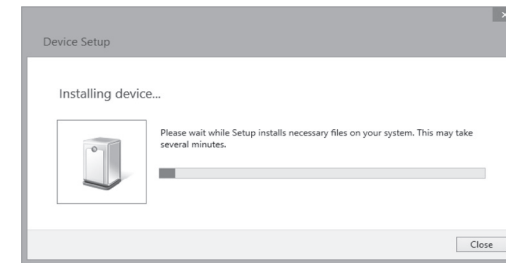 Device Setup
Installing device...
Please wait while Setup installs necessary files on your system. This may take
several minutes.
Close